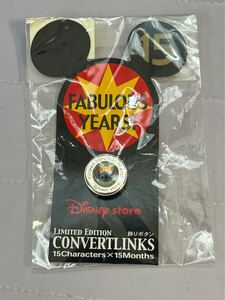 15
FABULOUS
YEARS!
Disney store
LIMITED EDITION 飾りボタン
CONVERTLINKS
15Characters×15Months